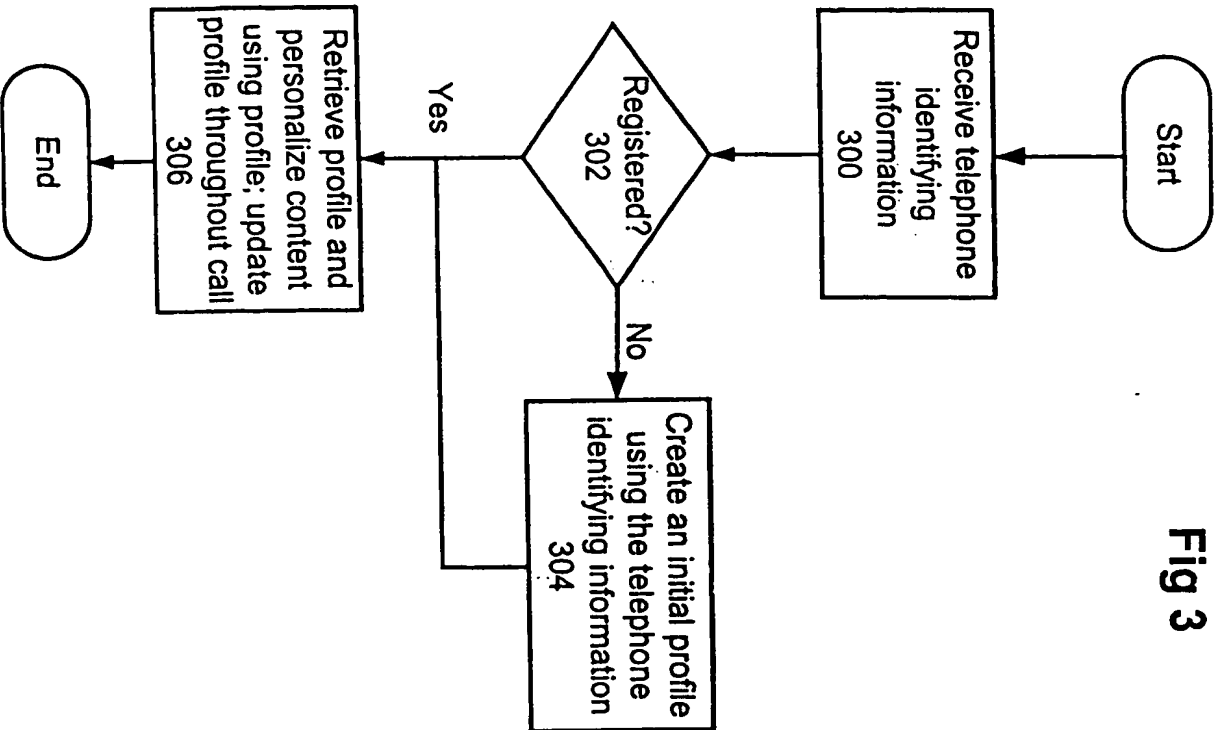 Fig 3
Start
Receive telephone
identifying
information
300
Registered?
302
No
Create an initial profile
using the telephone
identifying information
304
Yes
Retrieve profile and
personalize content
using profile; update
profile throughout call
306
End